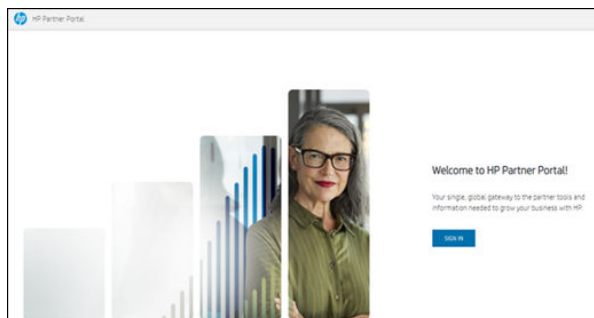 hp HP Partner Portal
Welcome to HP Partner Portal!
Your single, global gateway to the partner tools and
information needed to grow your business with HP.
SIGN IN